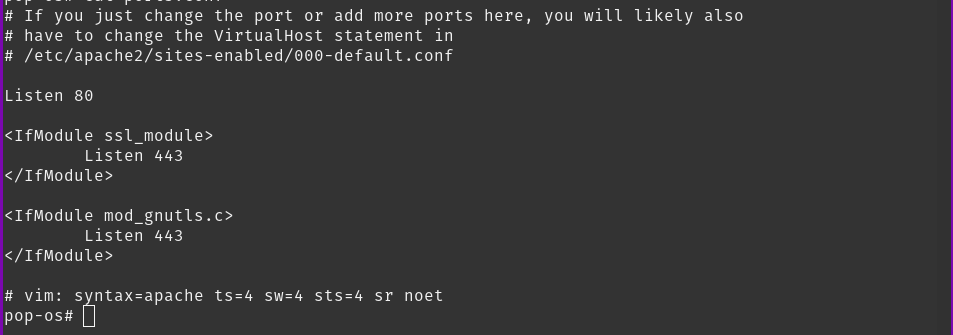 # If you just change the port or add more ports here, you will likely also
# have to change the VirtualHost statement in
# /etc/apache2/sites-enabled/000-default.conf

Listen 80

<IfModule ssl_module>
        Listen 443
</IfModule>

<IfModule mod_gnutls.c>
        Listen 443
</IfModule>

# vim: syntax=apache ts=4 sw=4 sts=4 sr noet
pop-os#